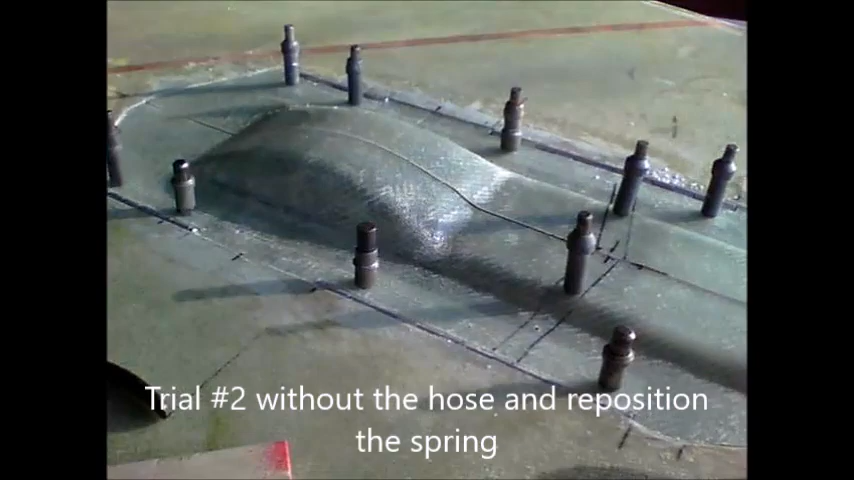 Trial #2 without the hose and reposition
the spring